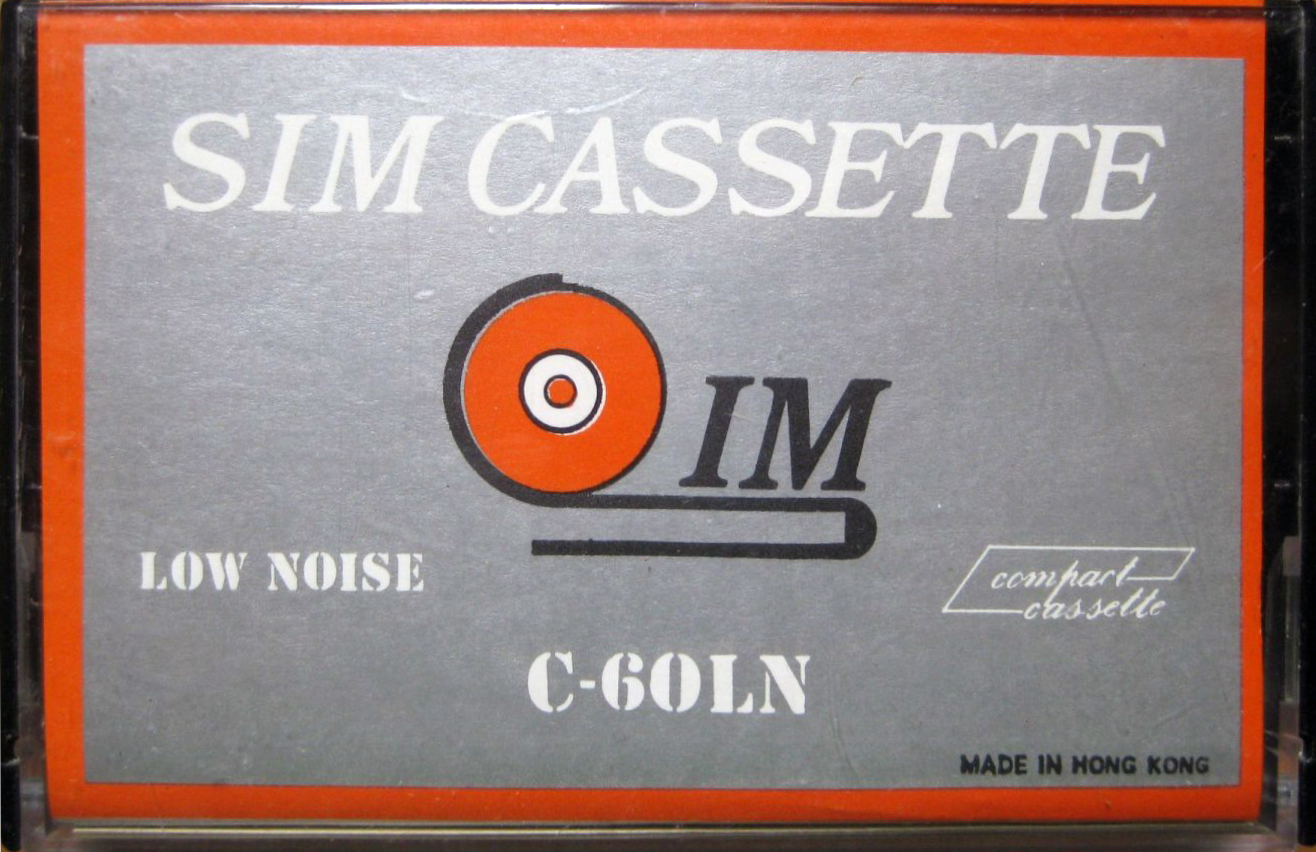 SIM CASSETTE
IM
LOW NOISE
compact
cassette
C-60LN
MADE IN HONG KONG